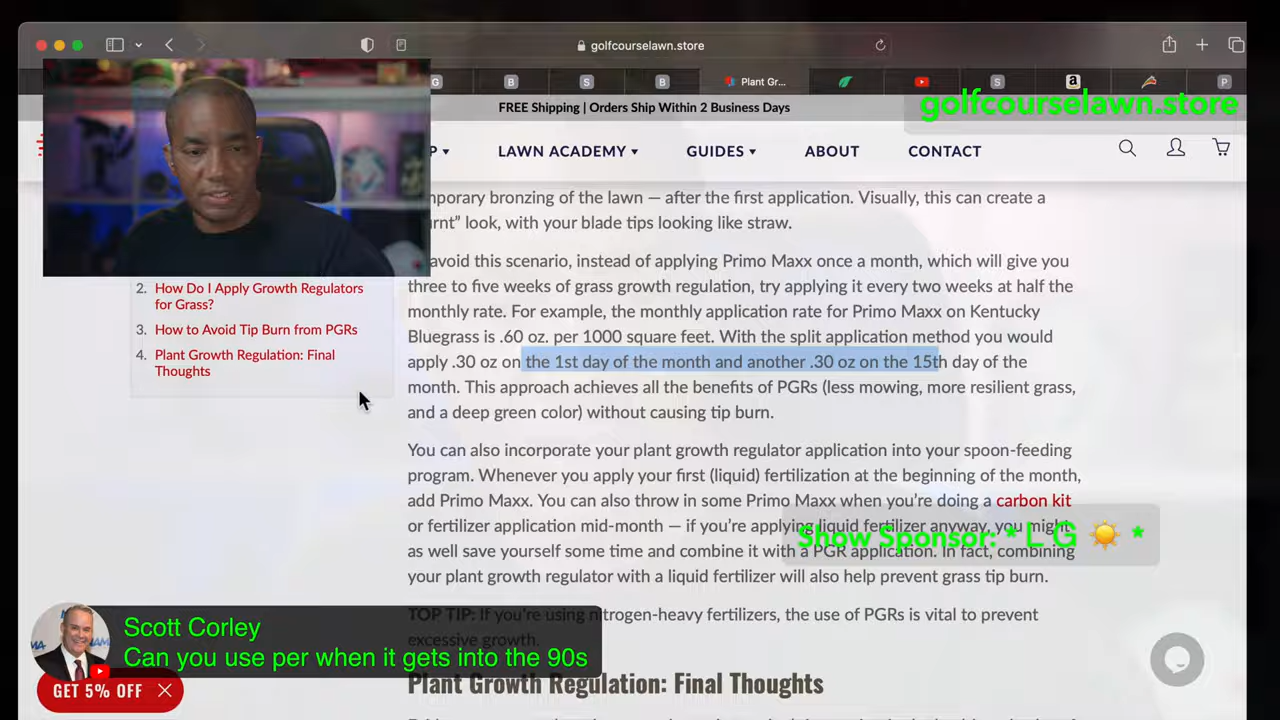 golfcourselawn.store
G
B
S
B
Plant Gr...
S
a
P
FREE Shipping | Orders Ship Within 2 Business Days
golfcourselawn.store
P
LAWN ACADEMY
GUIDES
ABOUT
CONTACT
mporary bronzing of the lawn — after the first application. Visually, this can create a
urnt" look, with your blade tips looking like straw.
avoid this scenario, instead of applying Primo Maxx once a month, which will give you
three to five weeks of grass growth regulation, try applying it every two weeks at half the
monthly rate. For example, the monthly application rate for Primo Maxx on Kentucky
Bluegrass is .60 oz. per 1000 square feet. With the split application method you would
apply .30 oz on the 1st day of the month and another .30 oz on the 15th day of the
month. This approach achieves all the benefits of PGRs (less mowing, more resilient grass,
and a deep green color) without causing tip burn.
2. How Do I Apply Growth Regulators
for Grass?
3. How to Avoid Tip Burn from PGRs
4. Plant Growth Regulation: Final
Thoughts
You can also incorporate your plant growth regulator application into your spoon-feeding
program. Whenever you apply your first (liquid) fertilization at the beginning of the month,
add Primo Maxx. You can also throw in some Primo Maxx when you're doing a carbon kit
or fertilizer application mid-month — if you're applying liquid fertilizer anyway, you might
as well save yourself some time and combine it with a PGR application. In fact, combining
your plant growth regulator with a liquid fertilizer will also help prevent grass tip burn.
Show Sponsor: * L G ☀️ *
TOP TIP: If you're using nitrogen-heavy fertilizers, the use of PGRs is vital to prevent
excessive growth.
Scott Corley
Can you use per when it gets into the 90s
GET 5% OFF
Plant Growth Regulation: Final Thoughts